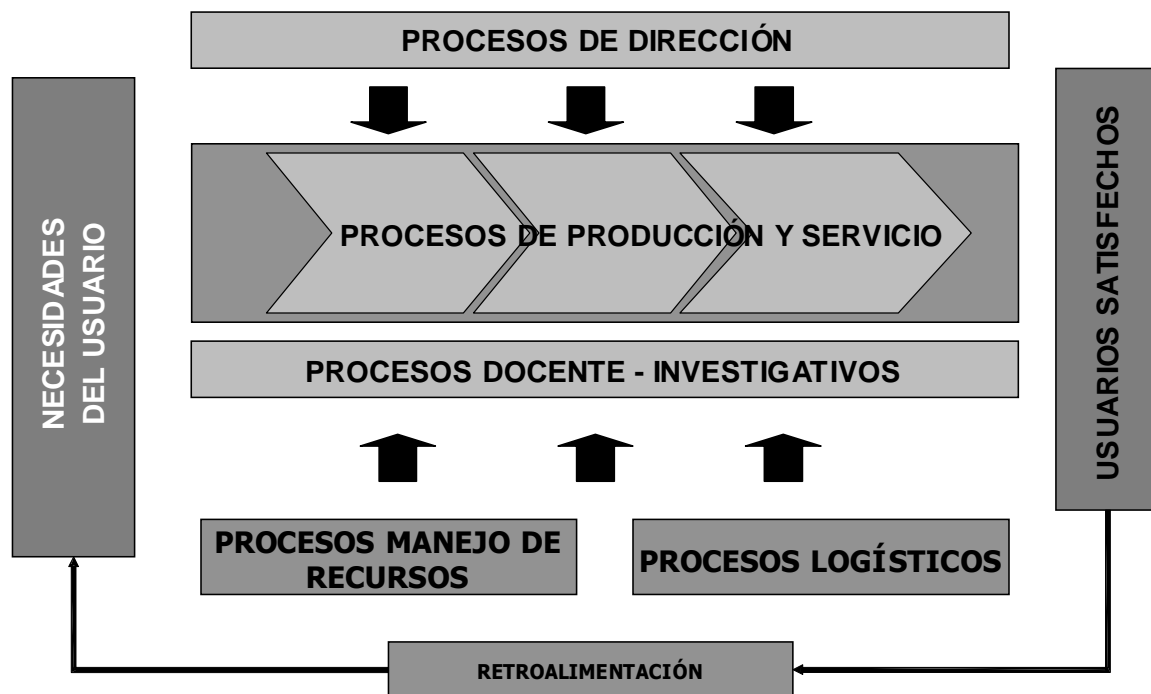 PROCESOS DE DIRECCIÓN
NECESIDADES
DEL USUARIO
PROCESOS DE PRODUCCIÓN Y SERVICIO
USUARIOS SATISFECHOS
PROCESOS DOCENTE - INVESTIGATIVOS
PROCESOS MANEJO DE
RECURSOS
PROCESOS LOGÍSTICOS
RETROALIMENTACIÓN